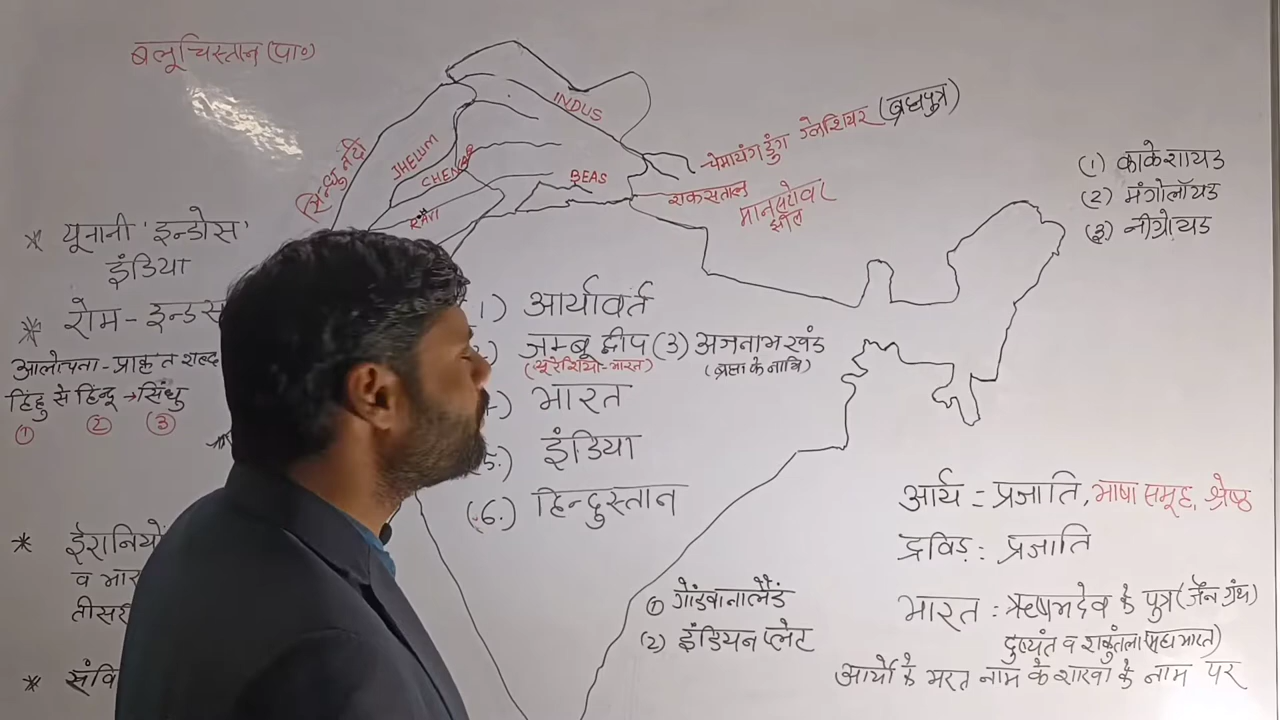 बलूचिस्तान (पा०)
सिन्धु नदी
JHELUM
CHENAB
RAVI
INDUS
BEAS
चेमायंगडुंग ग्लेशियर (ब्रह्मपुत्र)
राकसताल
मानसरोवर
झील
(1) काकेशायड
(2) मंगोलॉयड
(३) नीग्रोयड
* यूनानी 'इन्डोस'
इंडिया
* रोम - इन्डस
आलोचना - प्राकृत शब्द
हिंहु से हिन्दू → सिंधु
① ② ③
1) आर्यावर्त
) जम्बू द्वीप (3) अजनाभखंड
(यूरेशिया-भारत) (ब्रह्मा के नाभि)
) भारत
5.) इंडिया
(6.) हिन्दुस्तान
* ईरानियों
व भार
तीसरा
* संवि
① गोंडवानालैंड
(2) इंडियन प्लेट
आर्य = प्रजाति, भाषा समूह, श्रेष्ठ
द्रविड़: प्रजाति
भारत: ऋषभदेव के पुत्र (जैन ग्रंथ)
दुष्यंत व शकुंतला (महाभारत)
आर्यो के भरत नाम के शाखा के नाम पर